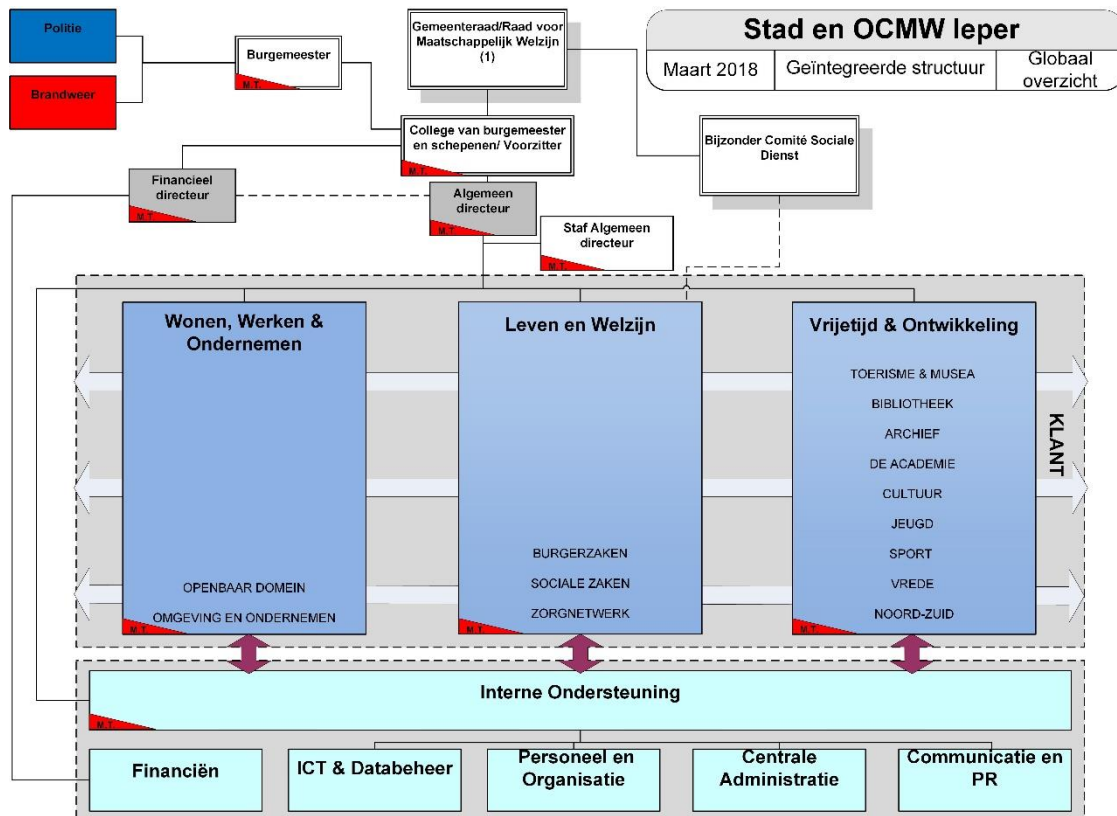 Politie
Brandweer
Burgemeester
M.T.
Gemeenteraad/Raad voor
Maatschappelijk Welzijn
(1)
Stad en OCMW Ieper
Maart 2018
Geïntegreerde structuur
Globaal
overzicht
College van burgemeester
en schepenen/ Voorzitter
M.T.
Bijzonder Comité Sociale
Dienst
Financieel
directeur
M.T.
Algemeen
directeur
M.T.
Staf Algemeen
directeur
M.T.
Wonen, Werken &
Ondernemen
OPENBAAR DOMEIN
OMGEVING EN ONDERNEMEN
M.T.
Leven en Welzijn
BURGERZAKEN
SOCIALE ZAKEN
ZORGNETWERK
M.T.
Vrijetijd & Ontwikkeling
TOERISME & MUSEA
BIBLIOTHEEK
ARCHIEF
DE ACADEMIE
CULTUUR
JEUGD
SPORT
VREDE
NOORD-ZUID
M.T.
KLANT
Interne Ondersteuning
M.T.
Financiën
ICT & Databeheer
Personeel en
Organisatie
Centrale
Administratie
Communicatie en
PR